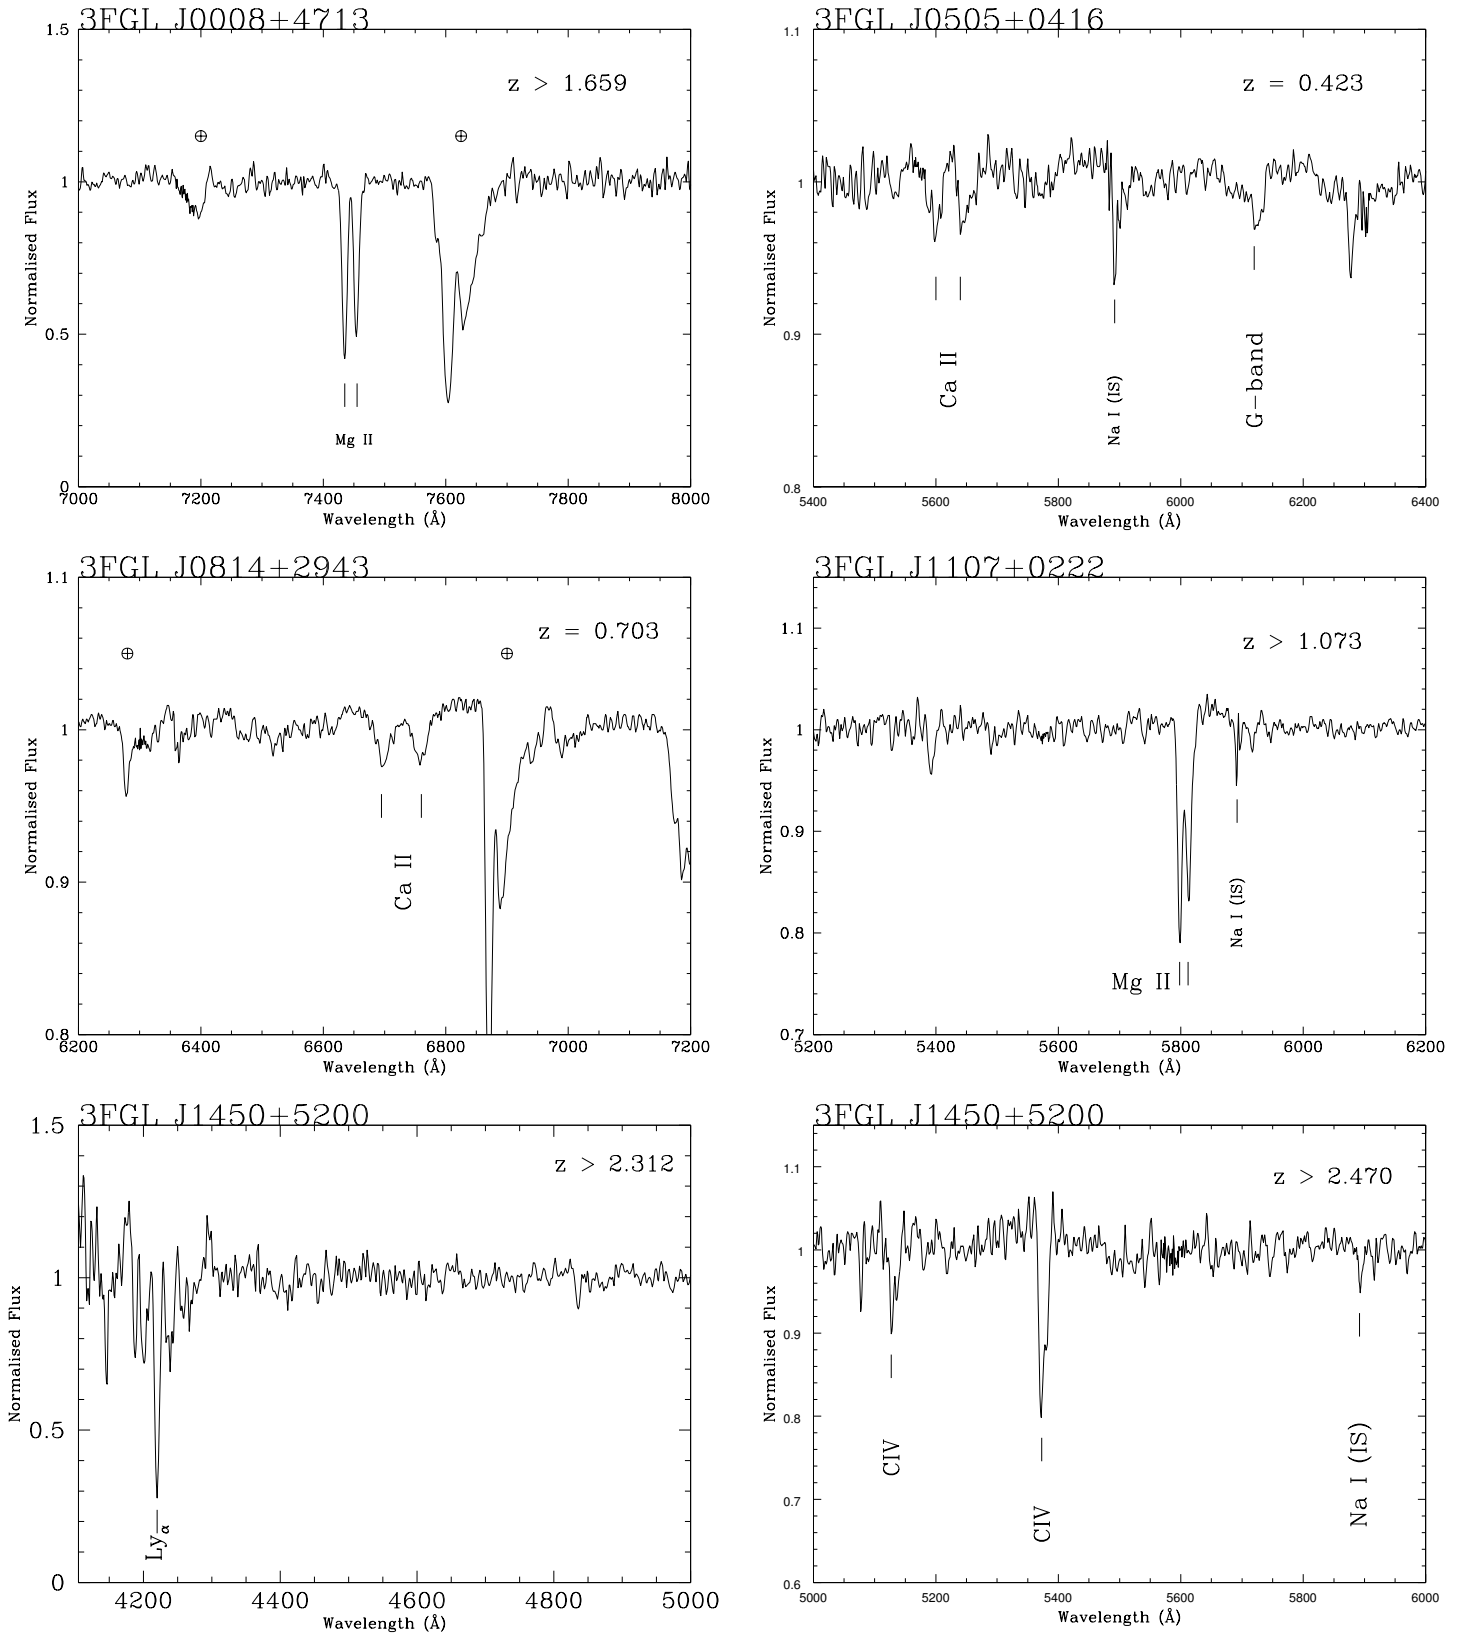 3FGL J0008+4713
z > 1.659
⊕ ⊕
1.5
1
0.5
0
Normalised Flux
Mg II
7000 7200 7400 7600 7800 8000
Wavelength (Å)
3FGL J0505+0416
z = 0.423
1.1
1
0.9
0.8
Normalised Flux
Ca II
Na I (IS)
G-band
5400 5600 5800 6000 6200 6400
Wavelength (Å)
3FGL J0814+2943
z = 0.703
⊕ ⊕
1.1
1
0.9
0.8
Normalised Flux
Ca II
6200 6400 6600 6800 7000 7200
Wavelength (Å)
3FGL J1107+0222
z > 1.073
1.1
1
0.9
0.8
0.7
Normalised Flux
Mg II
Na I (IS)
5200 5400 5600 5800 6000 6200
Wavelength (Å)
3FGL J1450+5200
z > 2.312
1.5
1
0.5
0
Normalised Flux
Lyα
4200 4400 4600 4800 5000
Wavelength (Å)
3FGL J1450+5200
z > 2.470
1.1
1
0.9
0.8
0.7
0.6
Normalised Flux
CIV
CIV
Na I (IS)
5000 5200 5400 5600 5800 6000
Wavelength (Å)